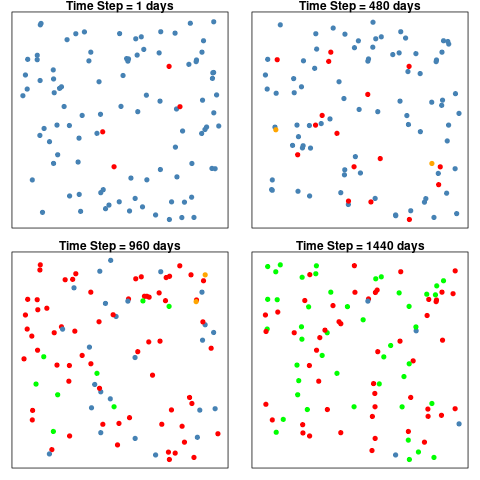 Time Step = 1 days
Time Step = 480 days
Time Step = 960 days
Time Step = 1440 days